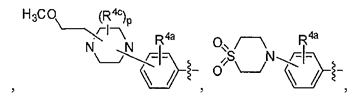 H₃CO (R⁴ᶜ)p N N R⁴ᵃ , O O S N R⁴ᵃ , ,